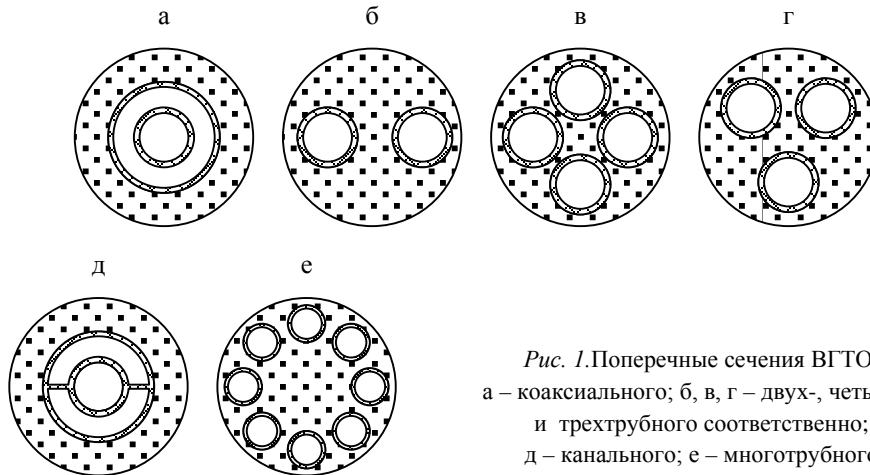 а б в г
д е
Рис. 1.Поперечные сечения ВГТО
а – коаксиального; б, в, г – двух-, четы
и трехтрубного соответственно;
д – канального; е – многотрубного